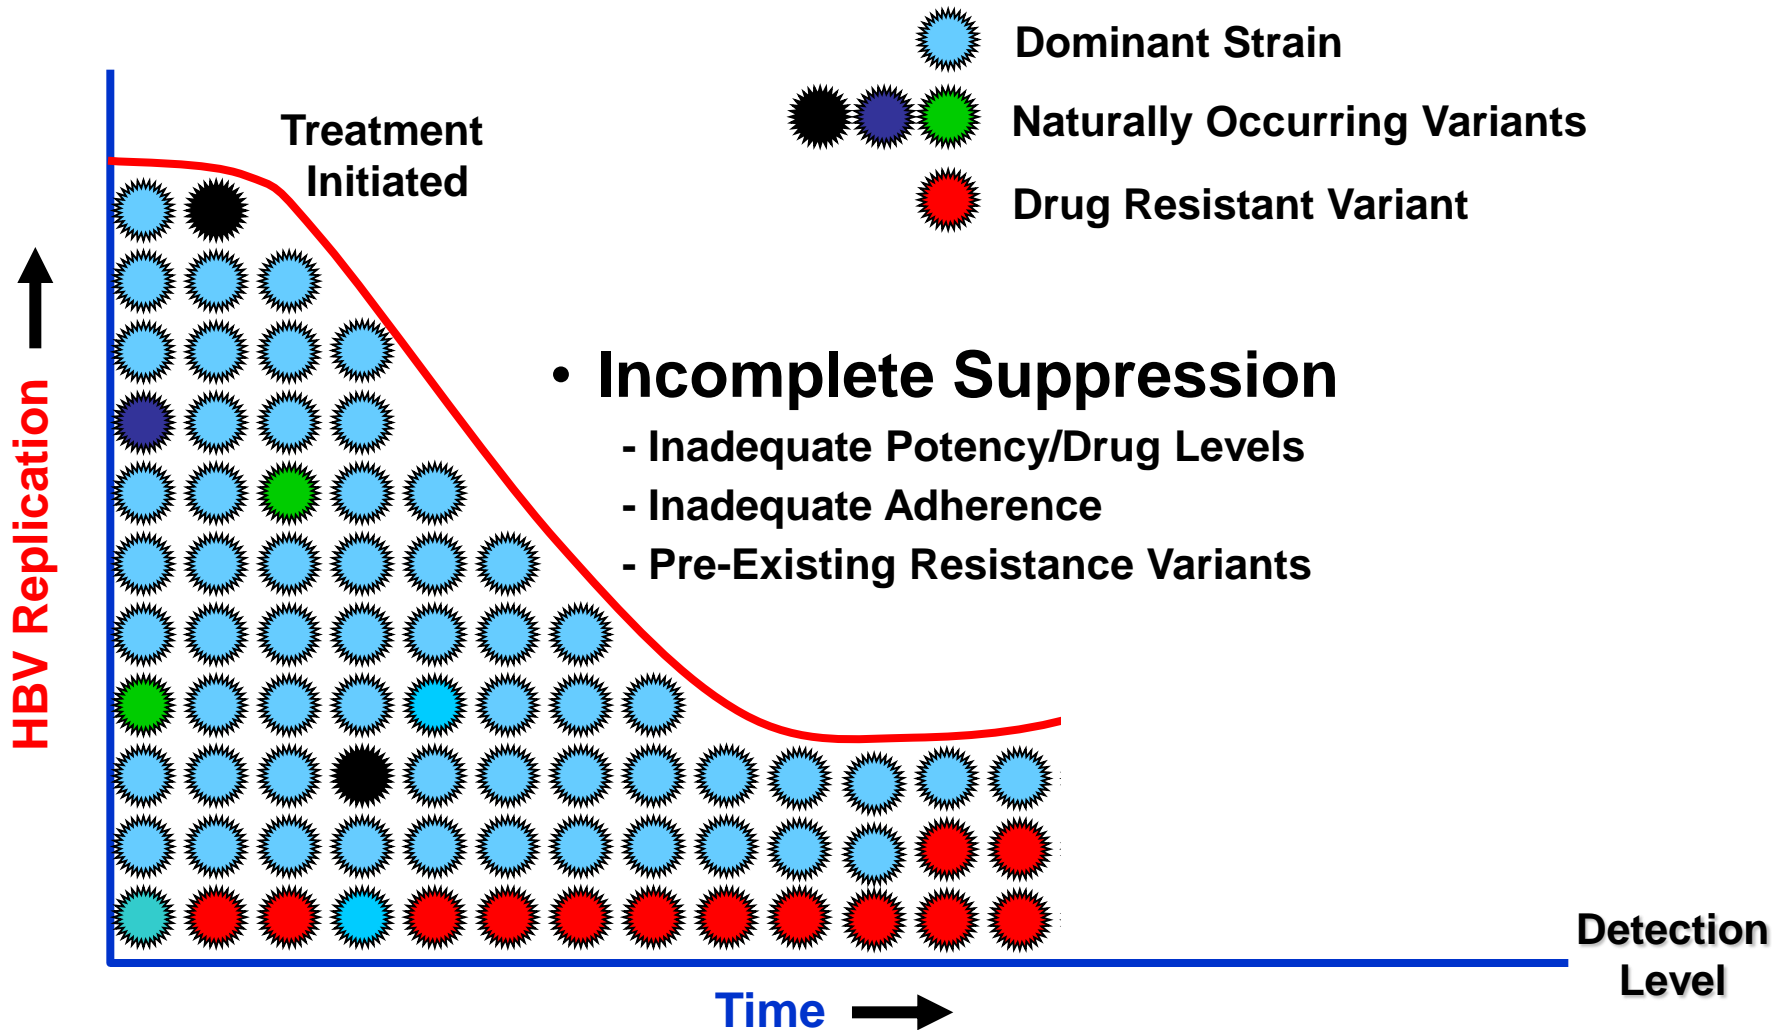 Dominant Strain
Naturally Occurring Variants
Drug Resistant Variant
Treatment
Initiated
HBV Replication
• Incomplete Suppression
- Inadequate Potency/Drug Levels
- Inadequate Adherence
- Pre-Existing Resistance Variants
Detection
Level
Time